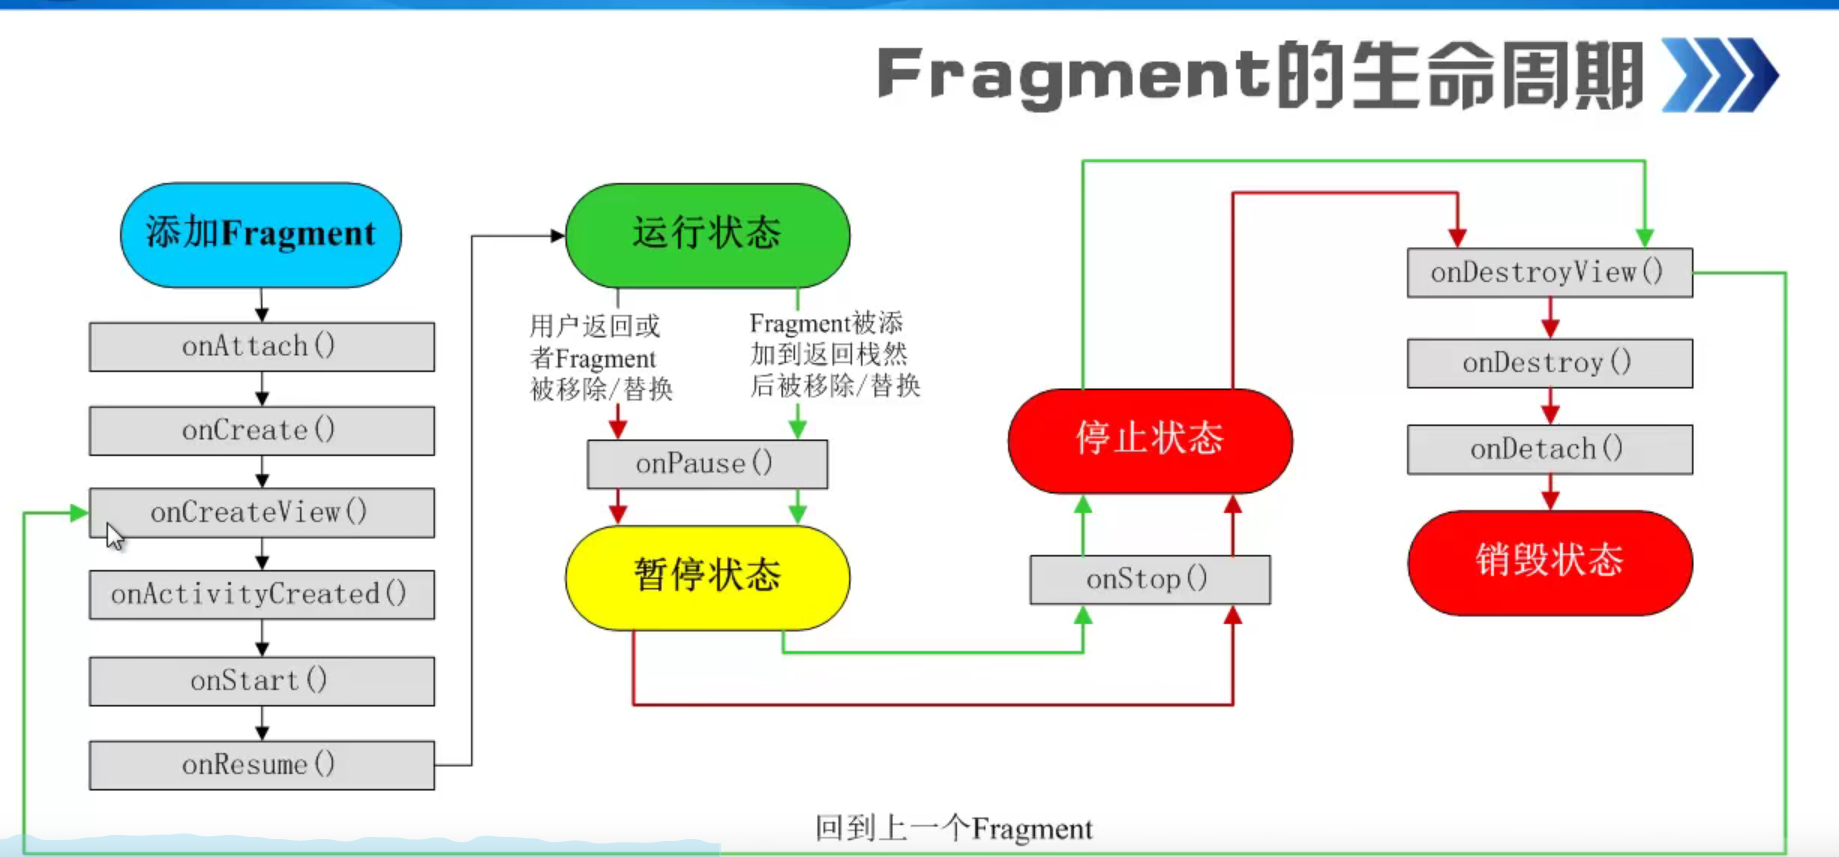 Fragment的生命周期
添加Fragment
onAttach()
onCreate()
onCreateView()
onActivityCreated()
onStart()
onResume()
运行状态
用户返回或
者Fragment
被移除/替换
Fragment被添
加到返回栈然
后被移除/替换
onPause()
暂停状态
停止状态
onStop()
onDestroyView()
onDestroy()
onDetach()
销毁状态
回到上一个Fragment